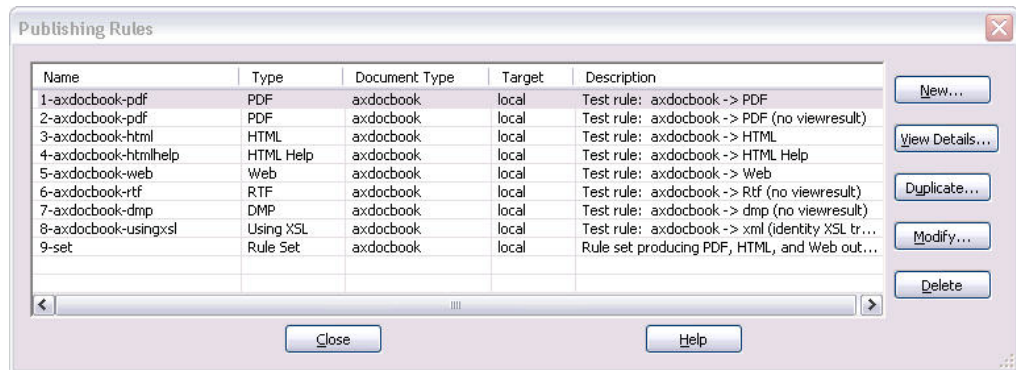 Publishing Rules
Name Type Document Type Target Description
1-axdocbook-pdf PDF axdocbook local Test rule: axdocbook -> PDF
2-axdocbook-pdf PDF axdocbook local Test rule: axdocbook -> PDF (no viewresult)
3-axdocbook-html HTML axdocbook local Test rule: axdocbook -> HTML
4-axdocbook-htmlhelp HTML Help axdocbook local Test rule: axdocbook -> HTML Help
5-axdocbook-web Web axdocbook local Test rule: axdocbook -> Web
6-axdocbook-rtf RTF axdocbook local Test rule: axdocbook -> Rtf (no viewresult)
7-axdocbook-dmp DMP axdocbook local Test rule: axdocbook -> dmp (no viewresult)
8-axdocbook-usingxsl Using XSL axdocbook local Test rule: axdocbook -> xml (identity XSL tr...
9-set Rule Set axdocbook local Rule set producing PDF, HTML, and Web out...
New...
View Details...
Duplicate...
Modify...
Delete
Close Help